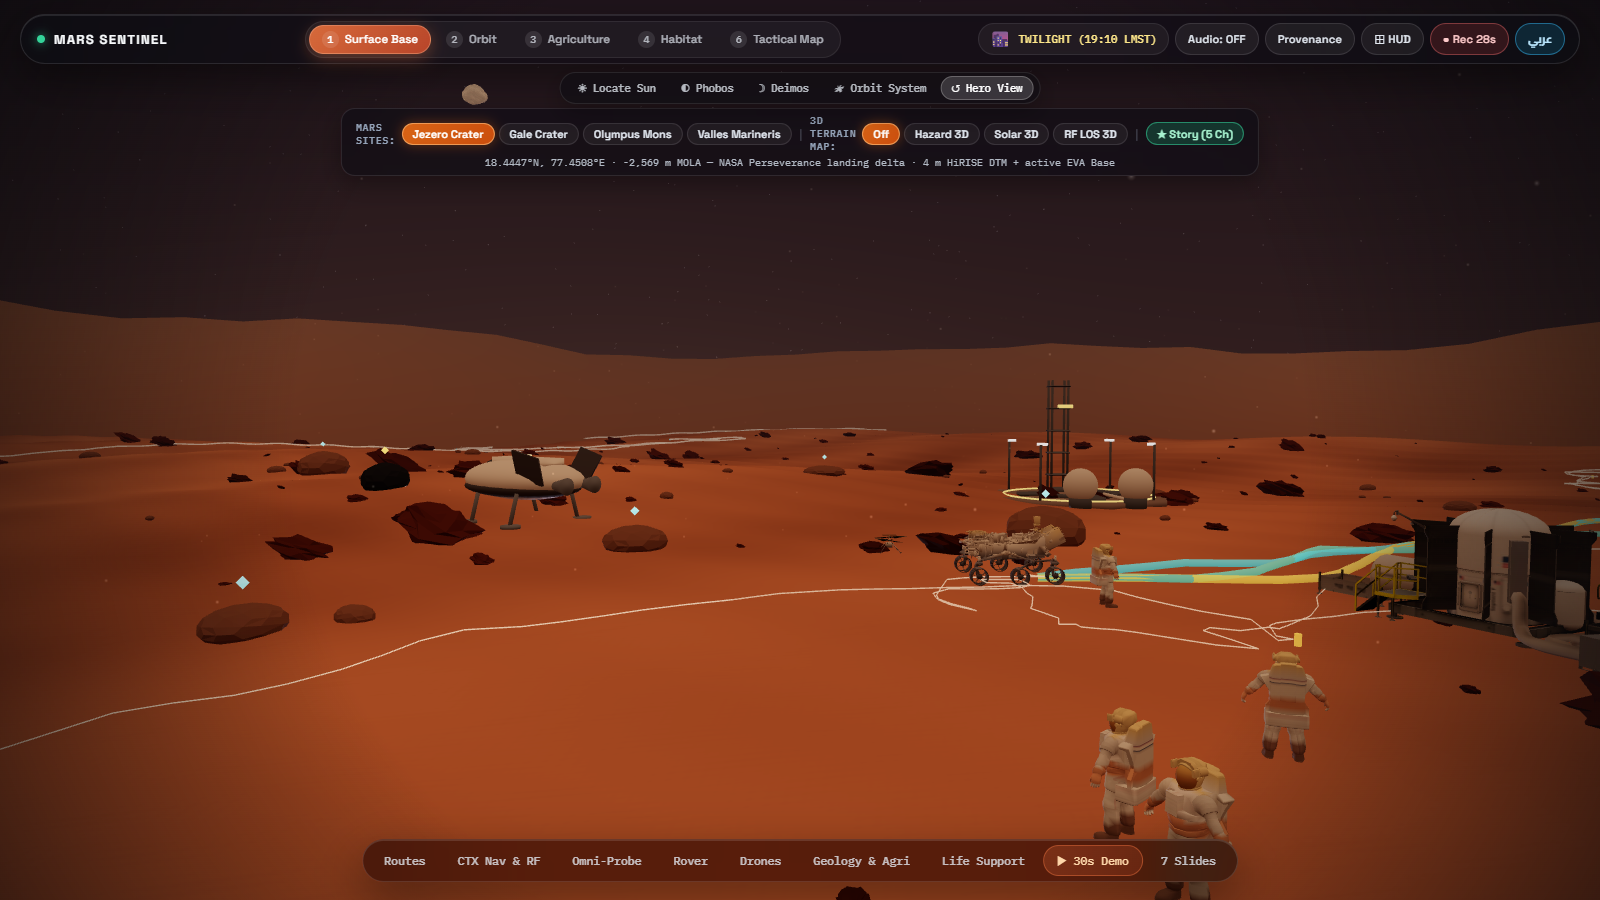 MARS SENTINEL
1 Surface Base
2 Orbit
3 Agriculture
4 Habitat
6 Tactical Map
TWILIGHT (19:10 LMST)
Audio: OFF
Provenance
HUD
Rec 28s
عربي
Locate Sun
Phobos
Deimos
Orbit System
Hero View
MARS SITES:
Jezero Crater
Gale Crater
Olympus Mons
Valles Marineris
3D TERRAIN MAP:
Off
Hazard 3D
Solar 3D
RF LOS 3D
★ Story (5 Ch)
18.4447°N, 77.4508°E · -2,569 m MOLA — NASA Perseverance landing delta · 4 m HiRISE DTM + active EVA Base
Routes
CTX Nav & RF
Omni-Probe
Rover
Drones
Geology & Agri
Life Support
▶ 30s Demo
7 Slides